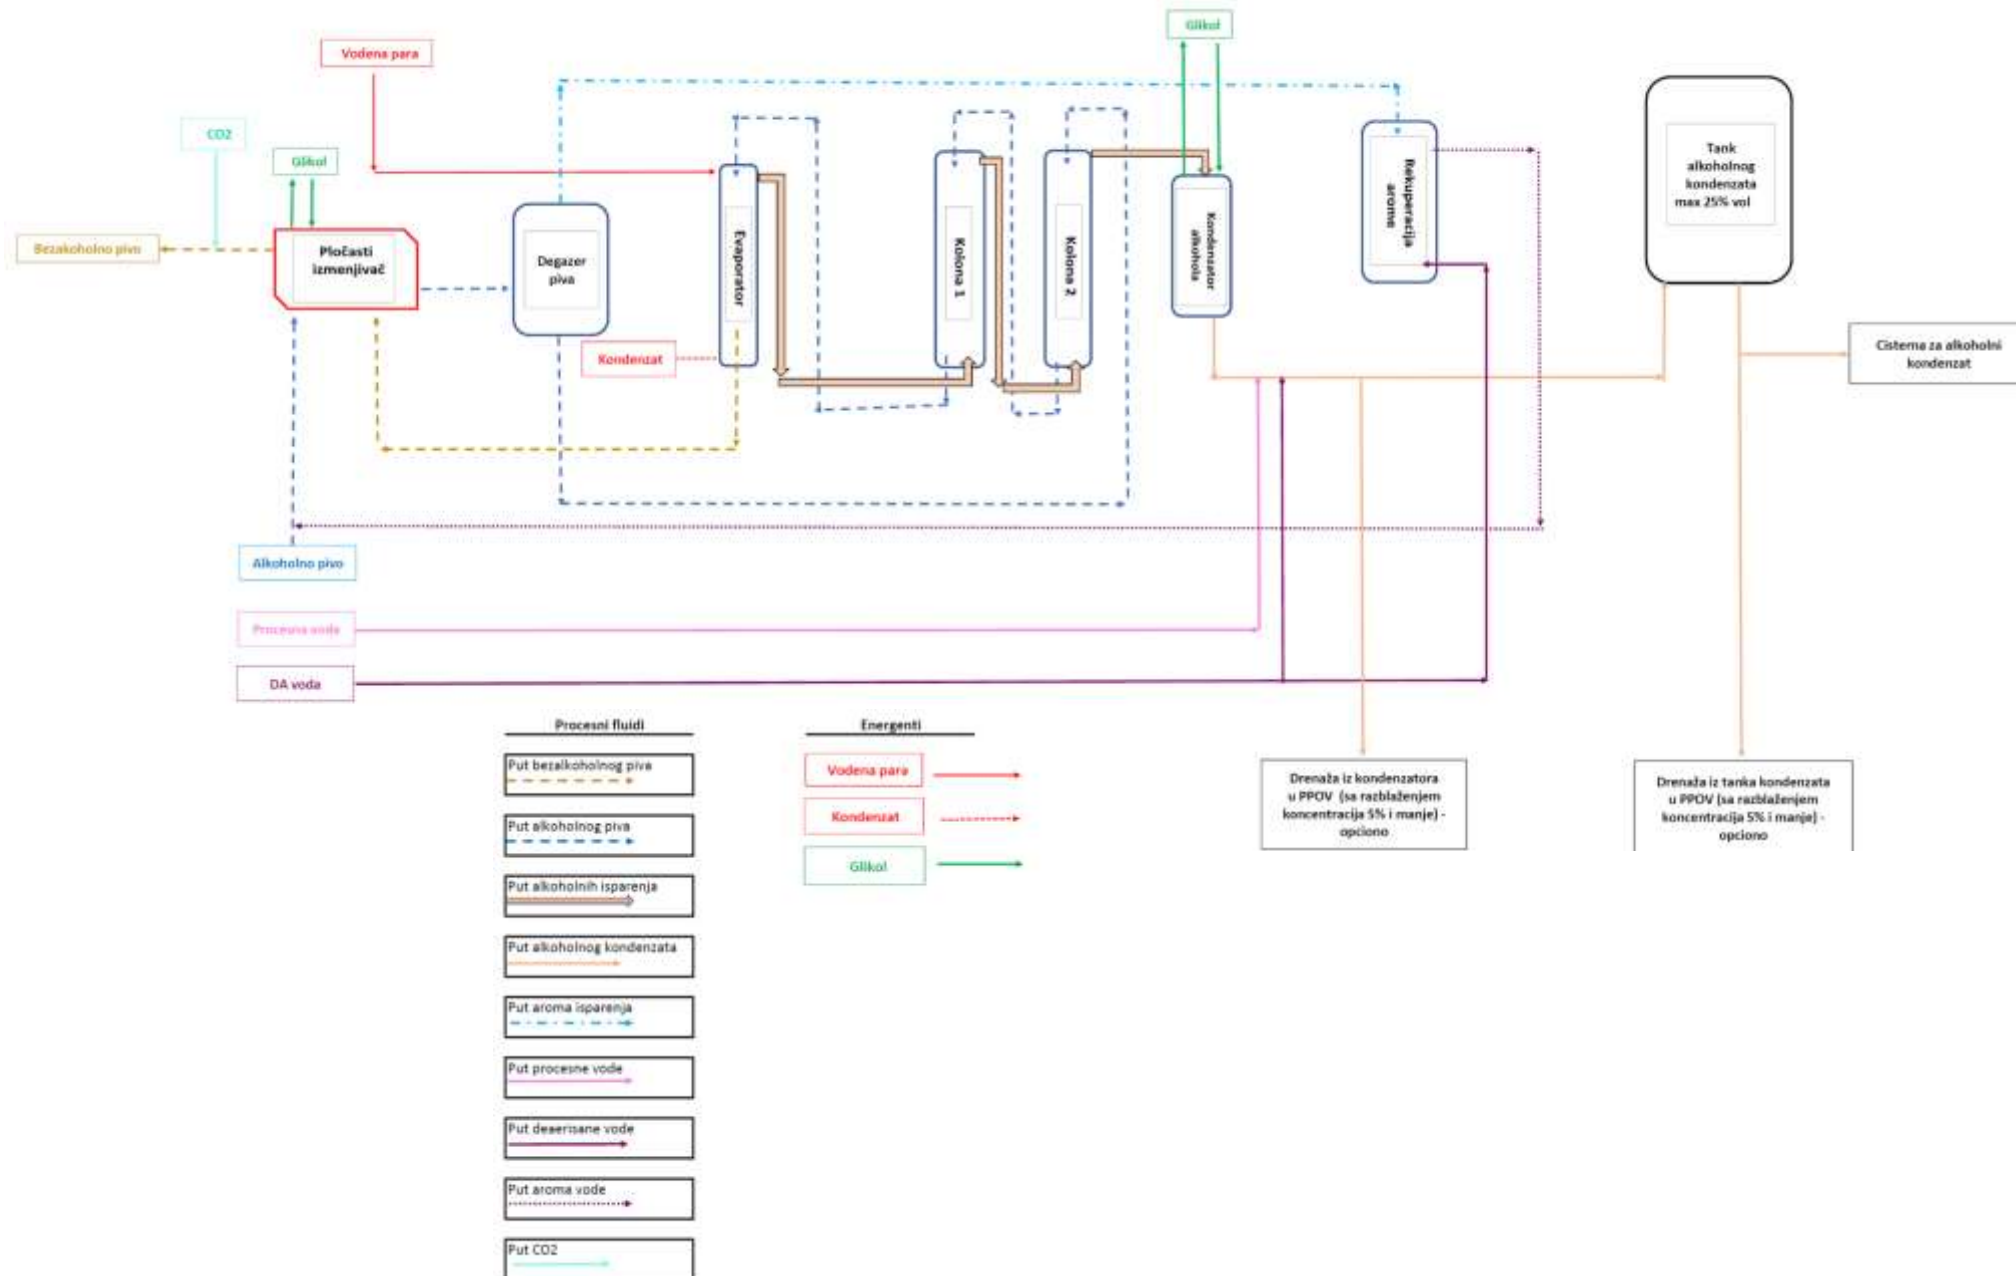 Glikol
Vodena para
CO2
Glikol
Bezakoholno pivo
Pločasti
izmenjivač
Degazer
piva
Evaporator
Kondenzat
Kolona 1
Kolona 2
Kondenzator
alkohola
Rekuperacija
arome
Tank
alkoholnog
kondenzata
max 25% vol
Cisterna za alkoholni
kondenzat
Alkoholno pivo
Procesna voda
DA voda
Procesni fluidi
Put bezalkoholnog piva
Put alkoholnog piva
Put alkoholnih isparenja
Put alkoholnog kondenzata
Put aroma isparenja
Put procesne vode
Put deaerisane vode
Put aroma vode
Put CO2
Energenti
Vodena para
Kondenzat
Glikol
Drenaža iz kondenzatora
u PPOV (sa razblaženjem
koncentracija 5% i manje) -
opciono
Drenaža iz tanka kondenzata
u PPOV (sa razblaženjem
koncentracija 5% i manje) -
opciono